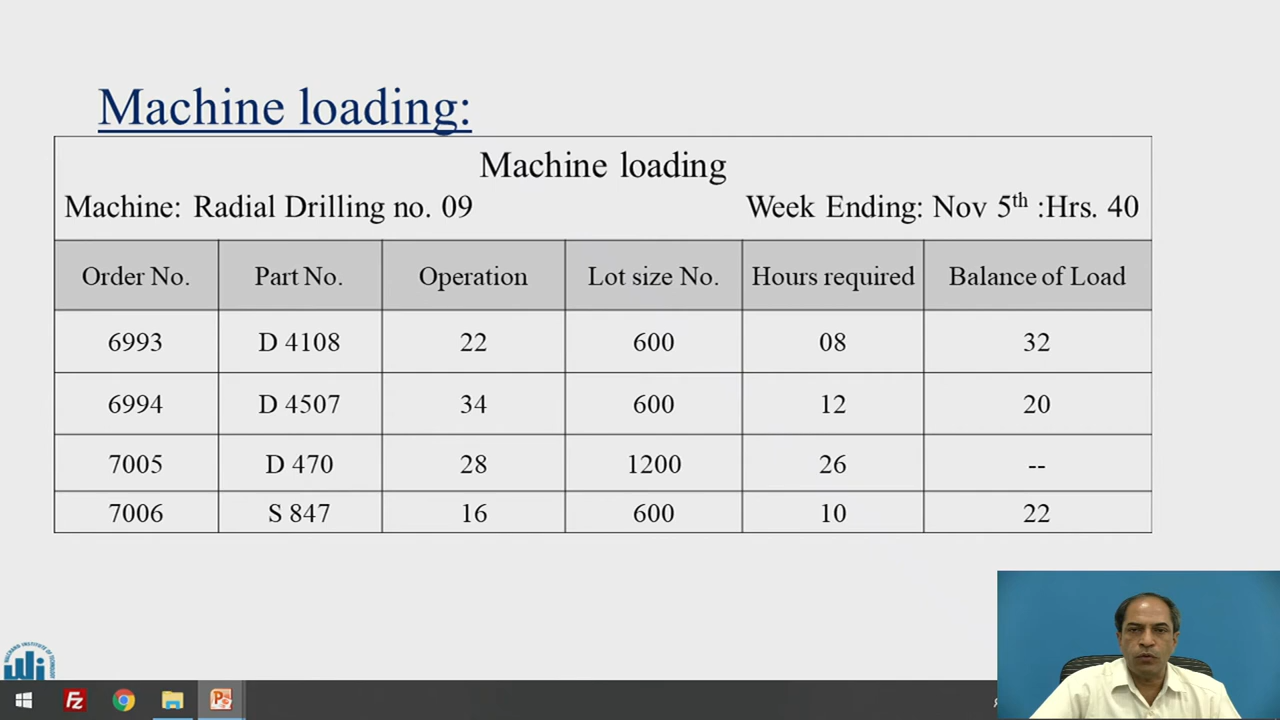 Machine loading:
Machine loading
Machine: Radial Drilling no. 09 Week Ending: Nov 5th :Hrs. 40
Order No. Part No. Operation Lot size No. Hours required Balance of Load
6993 D 4108 22 600 08 32
6994 D 4507 34 600 12 20
7005 D 470 28 1200 26 --
7006 S 847 16 600 10 22